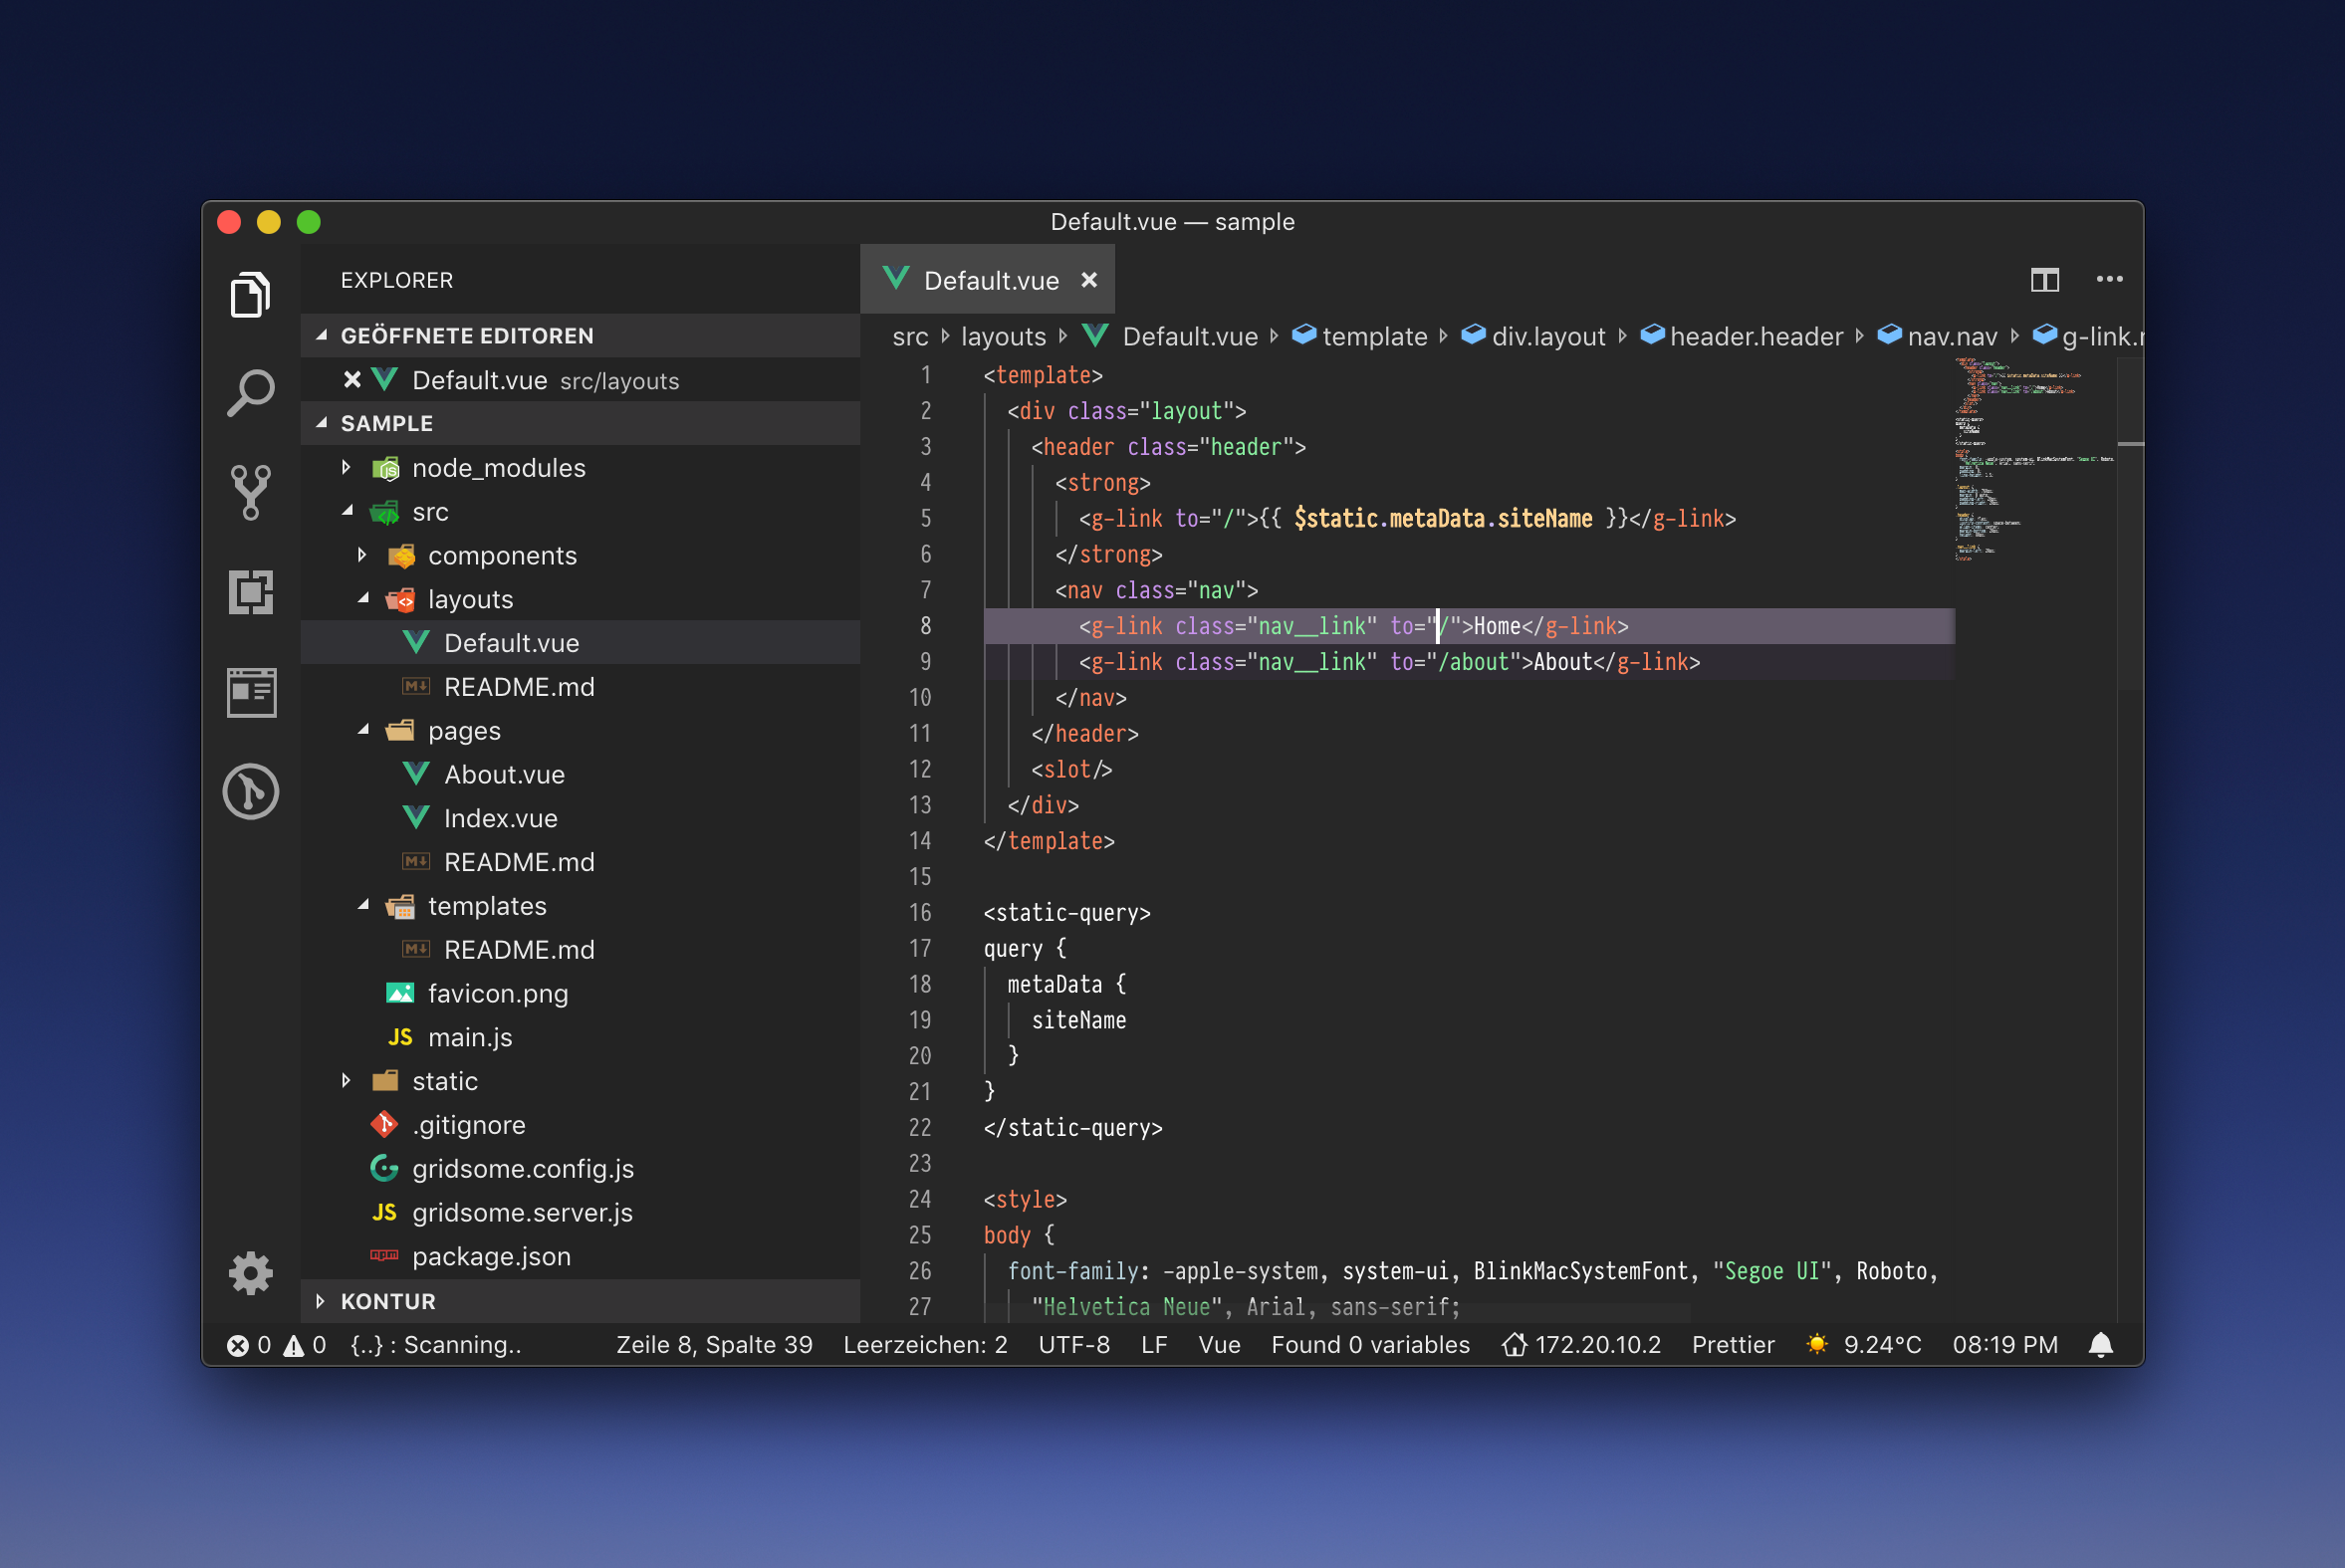 Default.vue — sample
EXPLORER
GEÖFFNETE EDITOREN
Default.vue src/layouts
SAMPLE
node_modules
src
components
layouts
Default.vue
README.md
pages
About.vue
Index.vue
README.md
templates
README.md
favicon.png
JS main.js
static
.gitignore
gridsome.config.js
JS gridsome.server.js
package.json
KONTUR
Default.vue
src layouts Default.vue template div.layout header.header nav.nav g-link.
1 <template>
2 <div class="layout">
3 <header class="header">
4 <strong>
5 <g-link to="/">{{ $static.metaData.siteName }}</g-link>
6 </strong>
7 <nav class="nav">
8 <g-link class="nav__link" to="/">Home</g-link>
9 <g-link class="nav__link" to="/about">About</g-link>
10 </nav>
11 </header>
12 <slot/>
13 </div>
14 </template>
15
16 <static-query>
17 query {
18 metaData {
19 siteName
20 }
21 }
22 </static-query>
23
24 <style>
25 body {
26 font-family: -apple-system, system-ui, BlinkMacSystemFont, "Segoe UI", Roboto,
27 "Helvetica Neue", Arial, sans-serif;
0 0 {..} : Scanning.. Zeile 8, Spalte 39 Leerzeichen: 2 UTF-8 LF Vue Found 0 variables 172.20.10.2 Prettier 9.24°C 08:19 PM